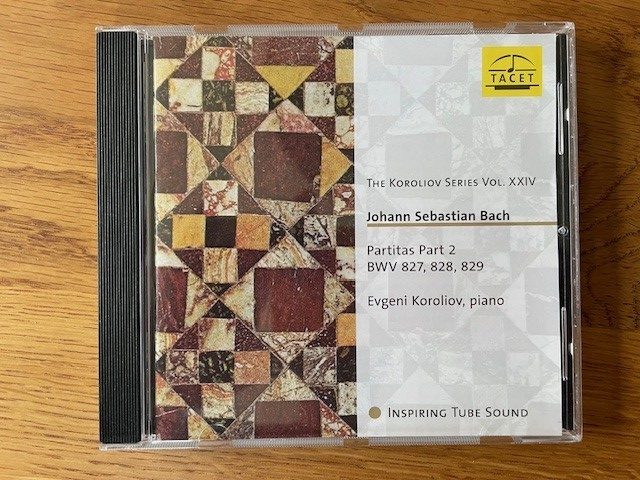 TACET
THE KOROLIOV SERIES VOL. XXIV
Johann Sebastian Bach
Partitas Part 2
BWV 827, 828, 829
Evgeni Koroliov, piano
INSPIRING TUBE SOUND